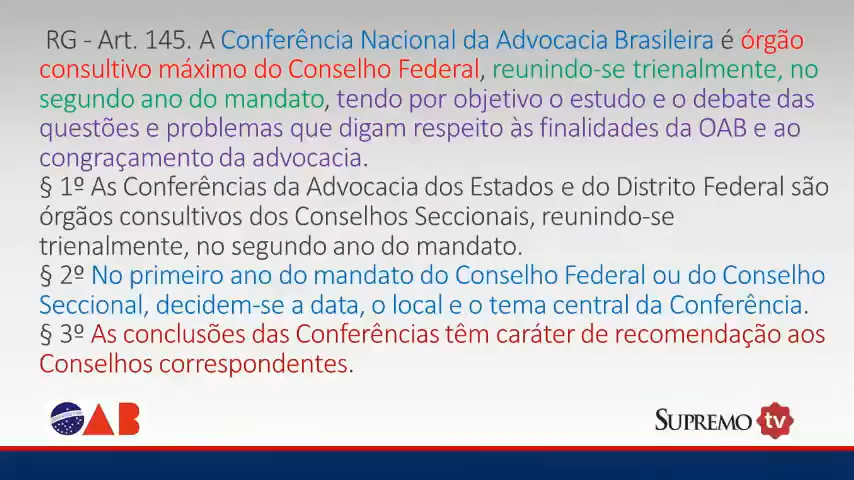 RG - Art. 145. A Conferência Nacional da Advocacia Brasileira é órgão
consultivo máximo do Conselho Federal, reunindo-se trienalmente, no
segundo ano do mandato, tendo por objetivo o estudo e o debate das
questões e problemas que digam respeito às finalidades da OAB e ao
congraçamento da advocacia.
§ 1º As Conferências da Advocacia dos Estados e do Distrito Federal são
órgãos consultivos dos Conselhos Seccionais, reunindo-se
trienalmente, no segundo ano do mandato.
§ 2º No primeiro ano do mandato do Conselho Federal ou do Conselho
Seccional, decidem-se a data, o local e o tema central da Conferência.
§ 3º As conclusões das Conferências têm caráter de recomendação aos
Conselhos correspondentes.
OAB
SUPREMO tv